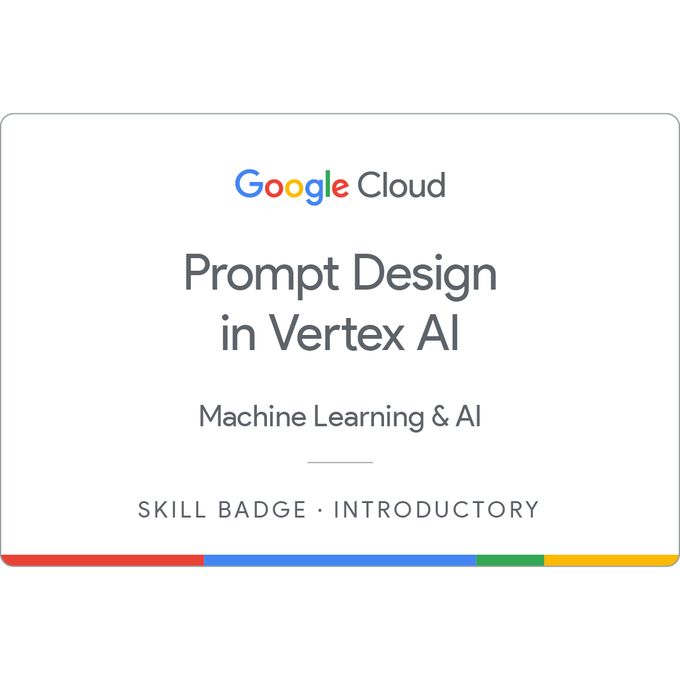 Google Cloud
Prompt Design
in Vertex AI
Machine Learning & AI
SKILL BADGE · INTRODUCTORY